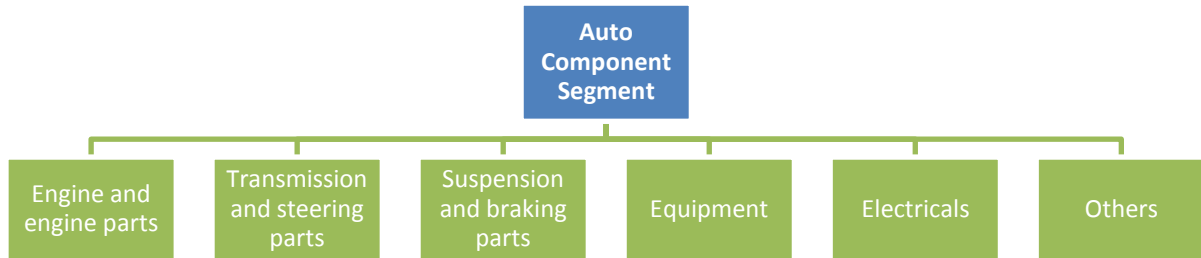 Auto
Component
Segment
Engine and
engine parts
Transmission
and steering
parts
Suspension
and braking
parts
Equipment
Electricals
Others